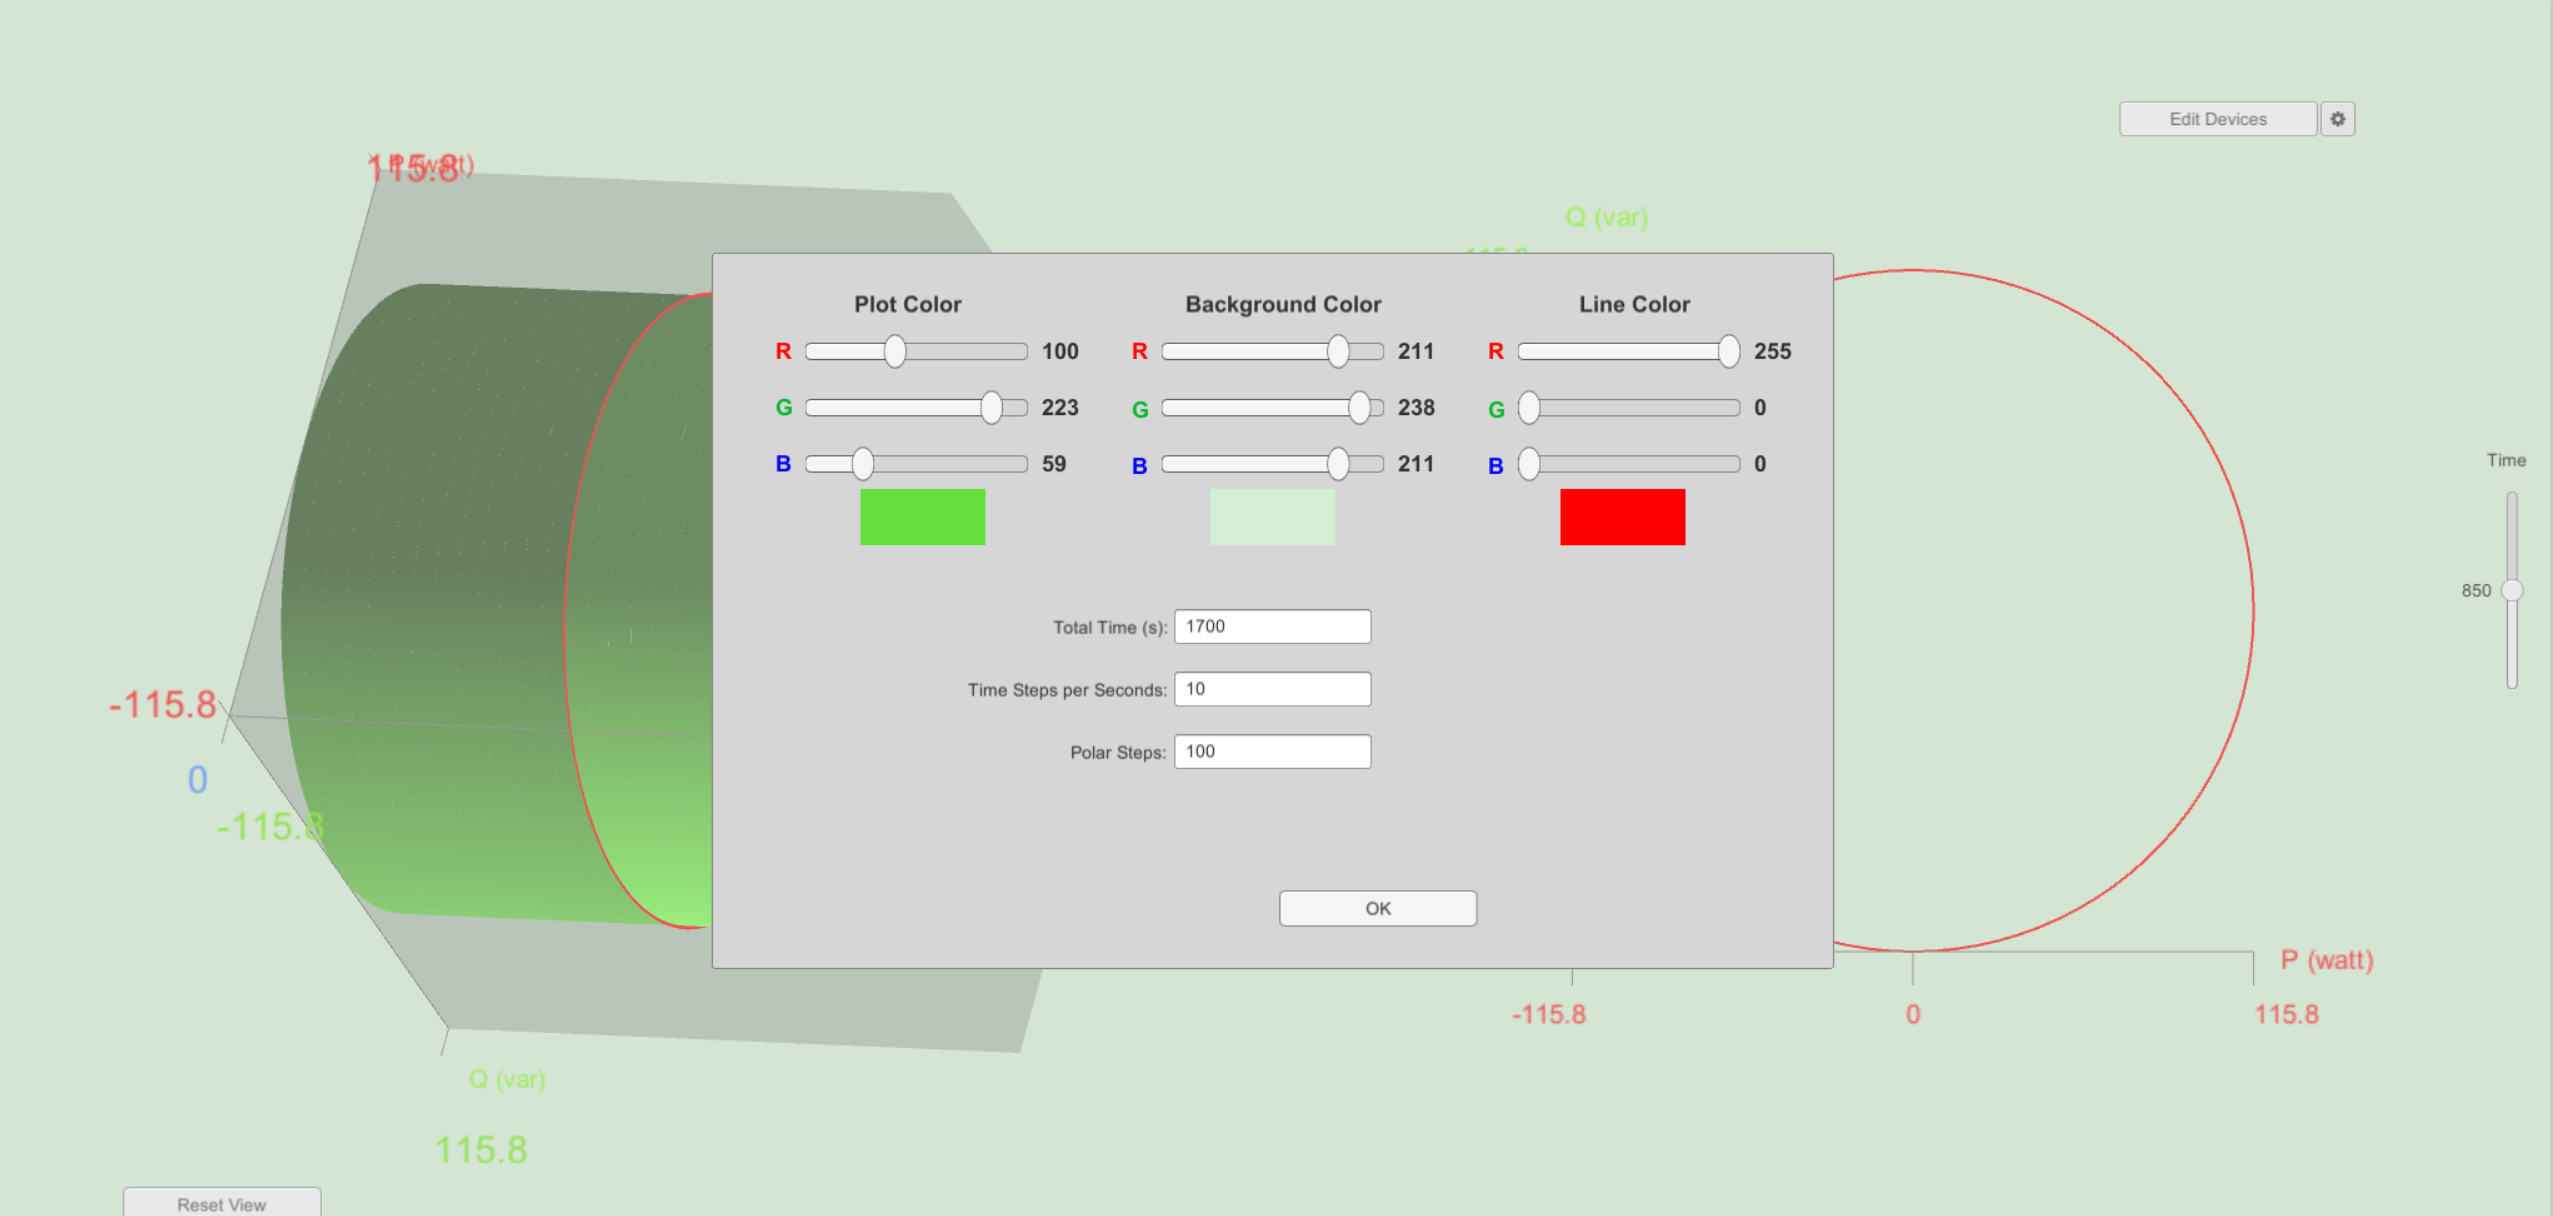 Edit Devices
115.8
P (watt)
Q (var)
Plot Color
Background Color
Line Color
R 100
R 211
R 255
G 223
G 238
G 0
B 59
B 211
B 0
Time
850
Total Time (s): 1700
Time Steps per Seconds: 10
Polar Steps: 100
-115.8
0
-115.8
OK
P (watt)
-115.8
0
115.8
Q (var)
115.8
Reset View